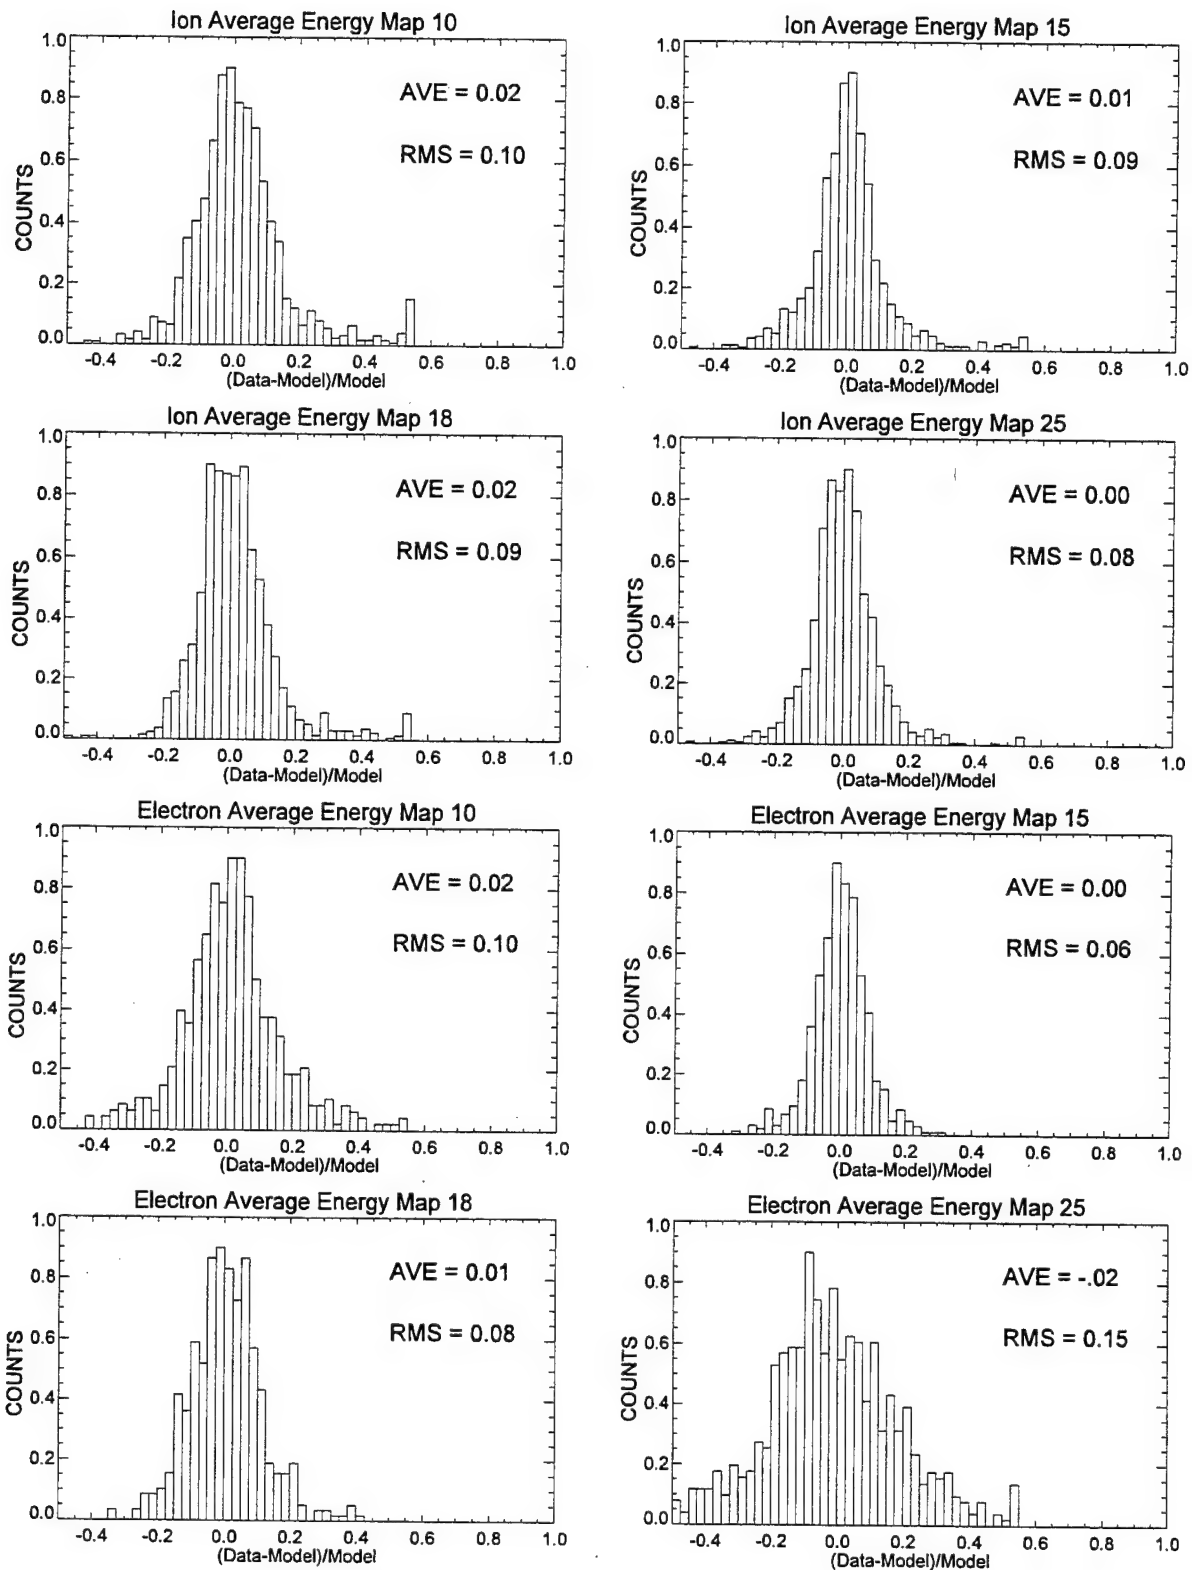 Ion Average Energy Map 10
1.0
0.8
0.6
0.4
0.2
0.0
COUNTS
AVE = 0.02
RMS = 0.10
-0.4 -0.2 0.0 0.2 0.4 0.6 0.8 1.0
(Data-Model)/Model
Ion Average Energy Map 15
1.0
0.8
0.6
0.4
0.2
0.0
COUNTS
AVE = 0.01
RMS = 0.09
-0.4 -0.2 0.0 0.2 0.4 0.6 0.8 1.0
(Data-Model)/Model
Ion Average Energy Map 18
1.0
0.8
0.6
0.4
0.2
0.0
COUNTS
AVE = 0.02
RMS = 0.09
-0.4 -0.2 0.0 0.2 0.4 0.6 0.8 1.0
(Data-Model)/Model
Ion Average Energy Map 25
1.0
0.8
0.6
0.4
0.2
0.0
COUNTS
AVE = 0.00
RMS = 0.08
-0.4 -0.2 0.0 0.2 0.4 0.6 0.8 1.0
(Data-Model)/Model
Electron Average Energy Map 10
1.0
0.8
0.6
0.4
0.2
0.0
COUNTS
AVE = 0.02
RMS = 0.10
-0.4 -0.2 0.0 0.2 0.4 0.6 0.8 1.0
(Data-Model)/Model
Electron Average Energy Map 15
1.0
0.8
0.6
0.4
0.2
0.0
COUNTS
AVE = 0.00
RMS = 0.06
-0.4 -0.2 0.0 0.2 0.4 0.6 0.8 1.0
(Data-Model)/Model
Electron Average Energy Map 18
1.0
0.8
0.6
0.4
0.2
0.0
COUNTS
AVE = 0.01
RMS = 0.08
-0.4 -0.2 0.0 0.2 0.4 0.6 0.8 1.0
(Data-Model)/Model
Electron Average Energy Map 25
1.0
0.8
0.6
0.4
0.2
0.0
COUNTS
AVE = -.02
RMS = 0.15
-0.4 -0.2 0.0 0.2 0.4 0.6 0.8 1.0
(Data-Model)/Model